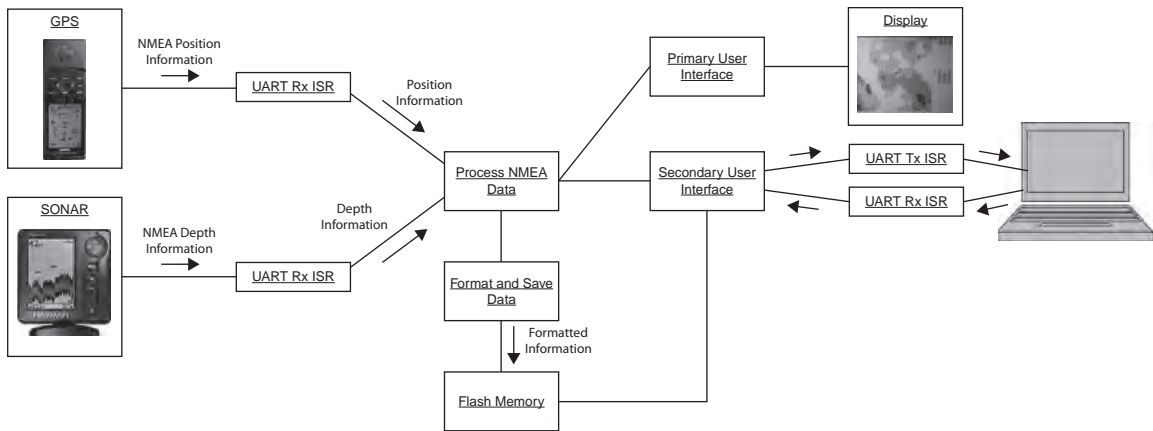 GPS
NMEA Position
Information
UART Rx ISR
Position
Information
SONAR
NMEA Depth
Information
UART Rx ISR
Depth
Information
Process NMEA
Data
Format and Save
Data
Formatted
Information
Flash Memory
Primary User
Interface
Display
Secondary User
Interface
UART Tx ISR
UART Rx ISR